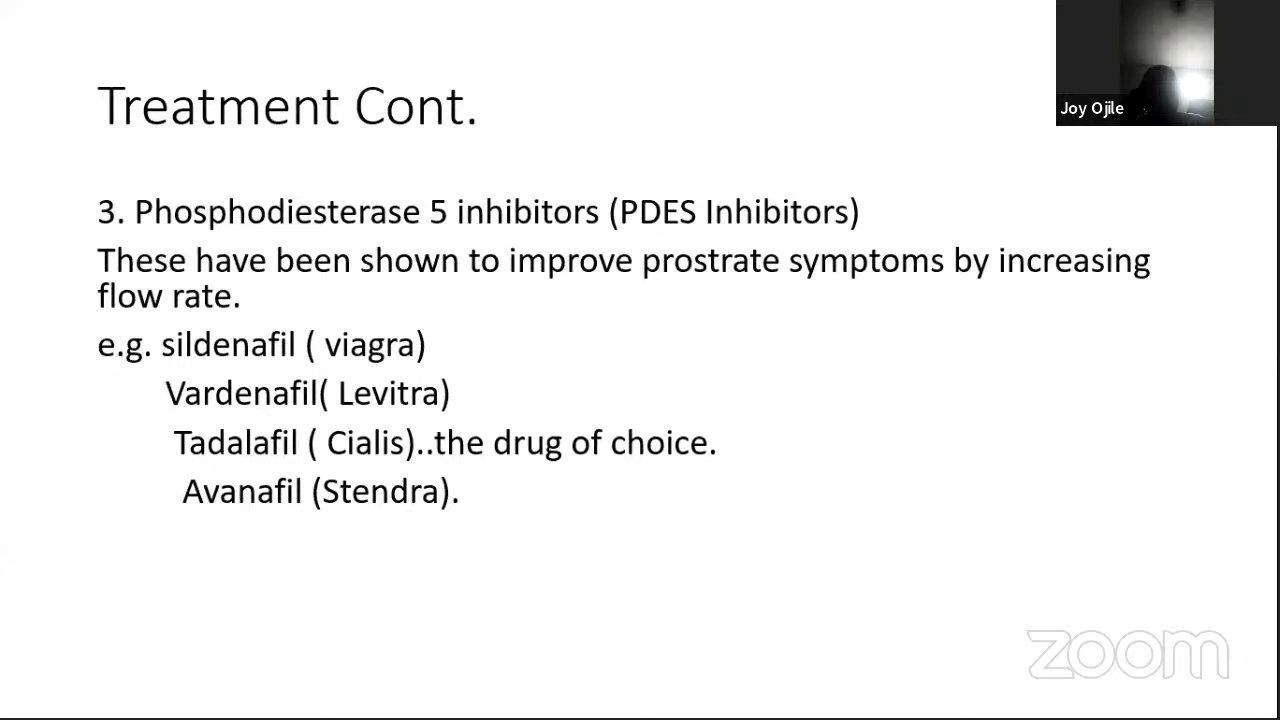 Joy Ojile
Treatment Cont.
3. Phosphodiesterase 5 inhibitors (PDES Inhibitors)
These have been shown to improve prostrate symptoms by increasing
flow rate.
e.g. sildenafil ( viagra)
Vardenafil( Levitra)
Tadalafil ( Cialis)..the drug of choice.
Avanafil (Stendra).
zoom